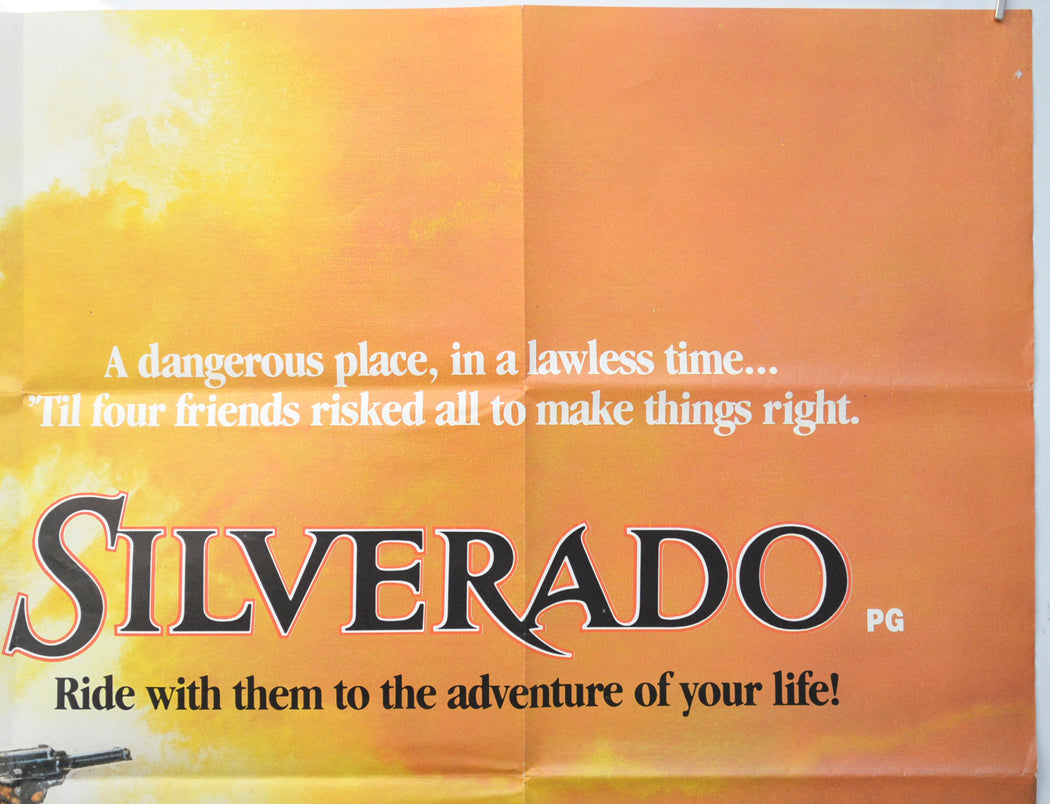 A dangerous place, in a lawless time...
'Til four friends risked all to make things right.
SILVERADO PG
Ride with them to the adventure of your life!